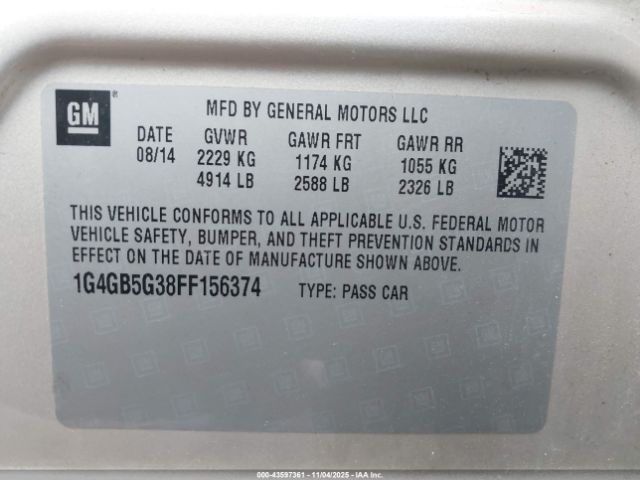 GM
MFD BY GENERAL MOTORS LLC
DATE GVWR GAWR FRT GAWR RR
08/14 2229 KG 1174 KG 1055 KG
4914 LB 2588 LB 2326 LB
THIS VEHICLE CONFORMS TO ALL APPLICABLE U.S. FEDERAL MOTOR
VEHICLE SAFETY, BUMPER, AND THEFT PREVENTION STANDARDS IN
EFFECT ON THE DATE OF MANUFACTURE SHOWN ABOVE.
1G4GB5G38FF156374 TYPE: PASS CAR
000-43597361 - 11/04/2025 - IAA Inc.